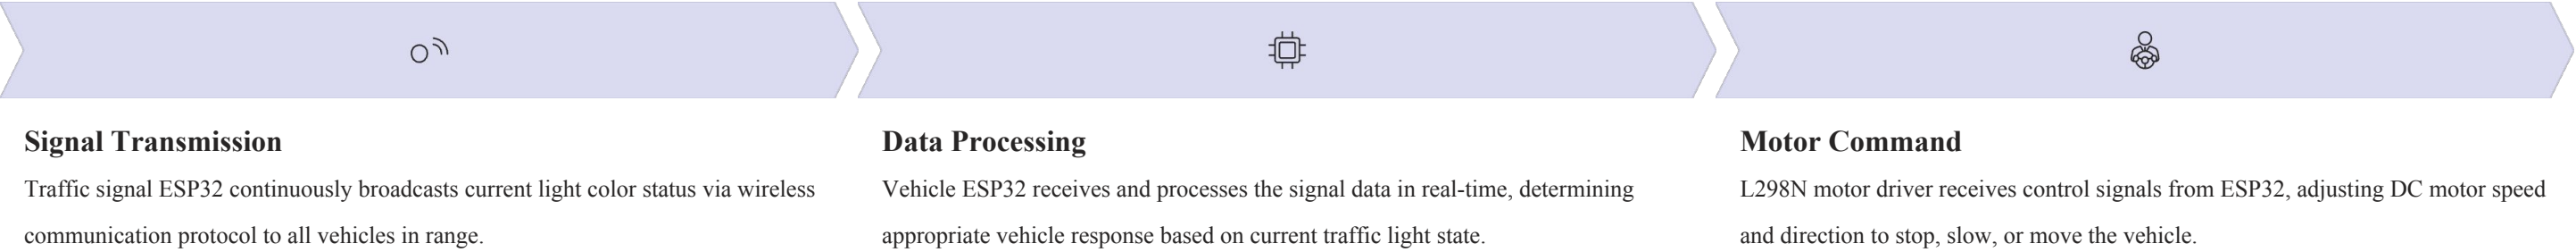 Signal Transmission
Traffic signal ESP32 continuously broadcasts current light color status via wireless
communication protocol to all vehicles in range.
Data Processing
Vehicle ESP32 receives and processes the signal data in real-time, determining
appropriate vehicle response based on current traffic light state.
Motor Command
L298N motor driver receives control signals from ESP32, adjusting DC motor speed
and direction to stop, slow, or move the vehicle.